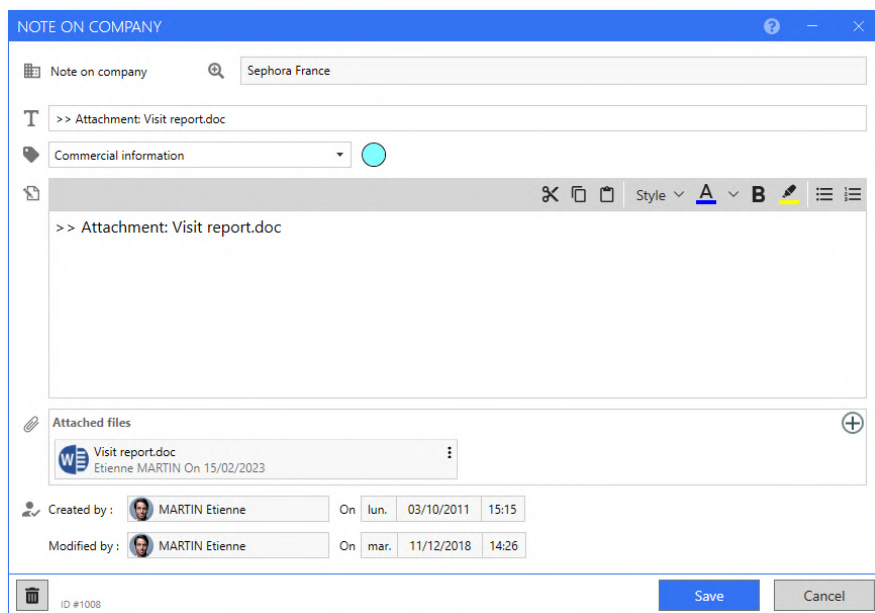 NOTE ON COMPANY ?
Note on company Sephora France
T >> Attachment: Visit report.doc
Commercial information
Style A B
>> Attachment: Visit report.doc
Attached files
W Visit report.doc
Etienne MARTIN On 15/02/2023
Created by : MARTIN Etienne On lun. 03/10/2011 15:15
Modified by : MARTIN Etienne On mar. 11/12/2018 14:26
ID #1008 Save Cancel